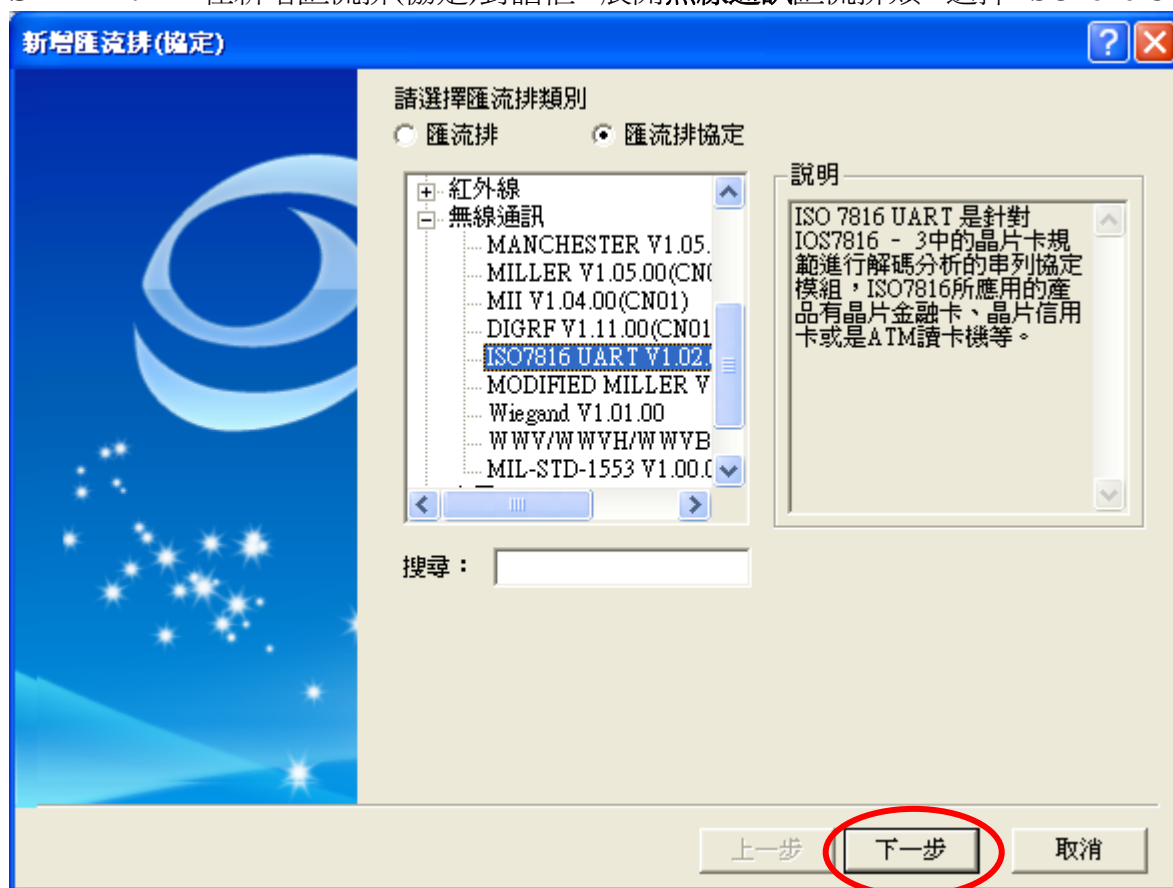 新增匯流排(協定)
請選擇匯流排類別
匯流排
匯流排協定
紅外線
無線通訊
MANCHESTER V1.05.
MILLER V1.05.00(CN
MII V1.04.00(CN01)
DIGRF V1.11.00(CN01
ISO7816 UART V1.02.
MODIFIED MILLER V
Wiegand V1.01.00
WWV/WWVH/WWVB
MIL-STD-1553 V1.00.
說明
ISO 7816 UART 是針對
IOS7816 - 3中的晶片卡規
範進行解碼分析的串列協定
模組，ISO7816所應用的產
品有晶片金融卡、晶片信用
卡或是ATM讀卡機等。
搜尋：
上一步
下一步
取消